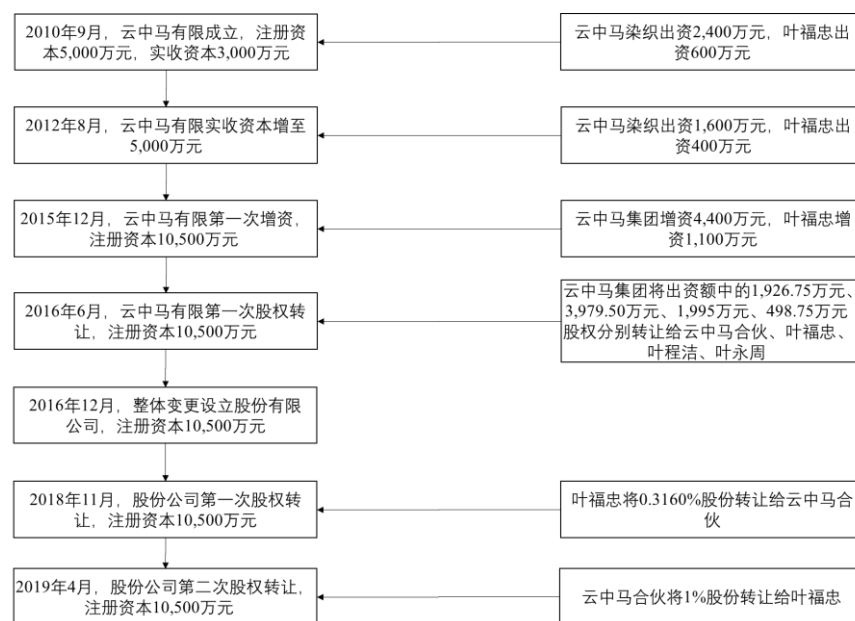 2010年9月，云中马有限成立，注册资
本5,000万元，实收资本3,000万元
云中马染织出资2,400万元，叶福忠出
资600万元
2012年8月，云中马有限实收资本增至
5,000万元
云中马染织出资1,600万元，叶福忠出
资400万元
2015年12月，云中马有限第一次增资，
注册资本10,500万元
云中马集团增资4,400万元，叶福忠增
资1,100万元
2016年6月，云中马有限第一次股权转
让，注册资本10,500万元
云中马集团将出资额中的1,926.75万元、
3,979.50万元、1,995万元、498.75万元
股权分别转让给云中马合伙、叶福忠、
叶程洁、叶永周
2016年12月，整体变更设立股份有限
公司，注册资本10,500万元
2018年11月，股份公司第一次股权转
让，注册资本10,500万元
叶福忠将0.3160%股份转让给云中马合
伙
2019年4月，股份公司第二次股权转让，
注册资本10,500万元
云中马合伙将1%股份转让给叶福忠